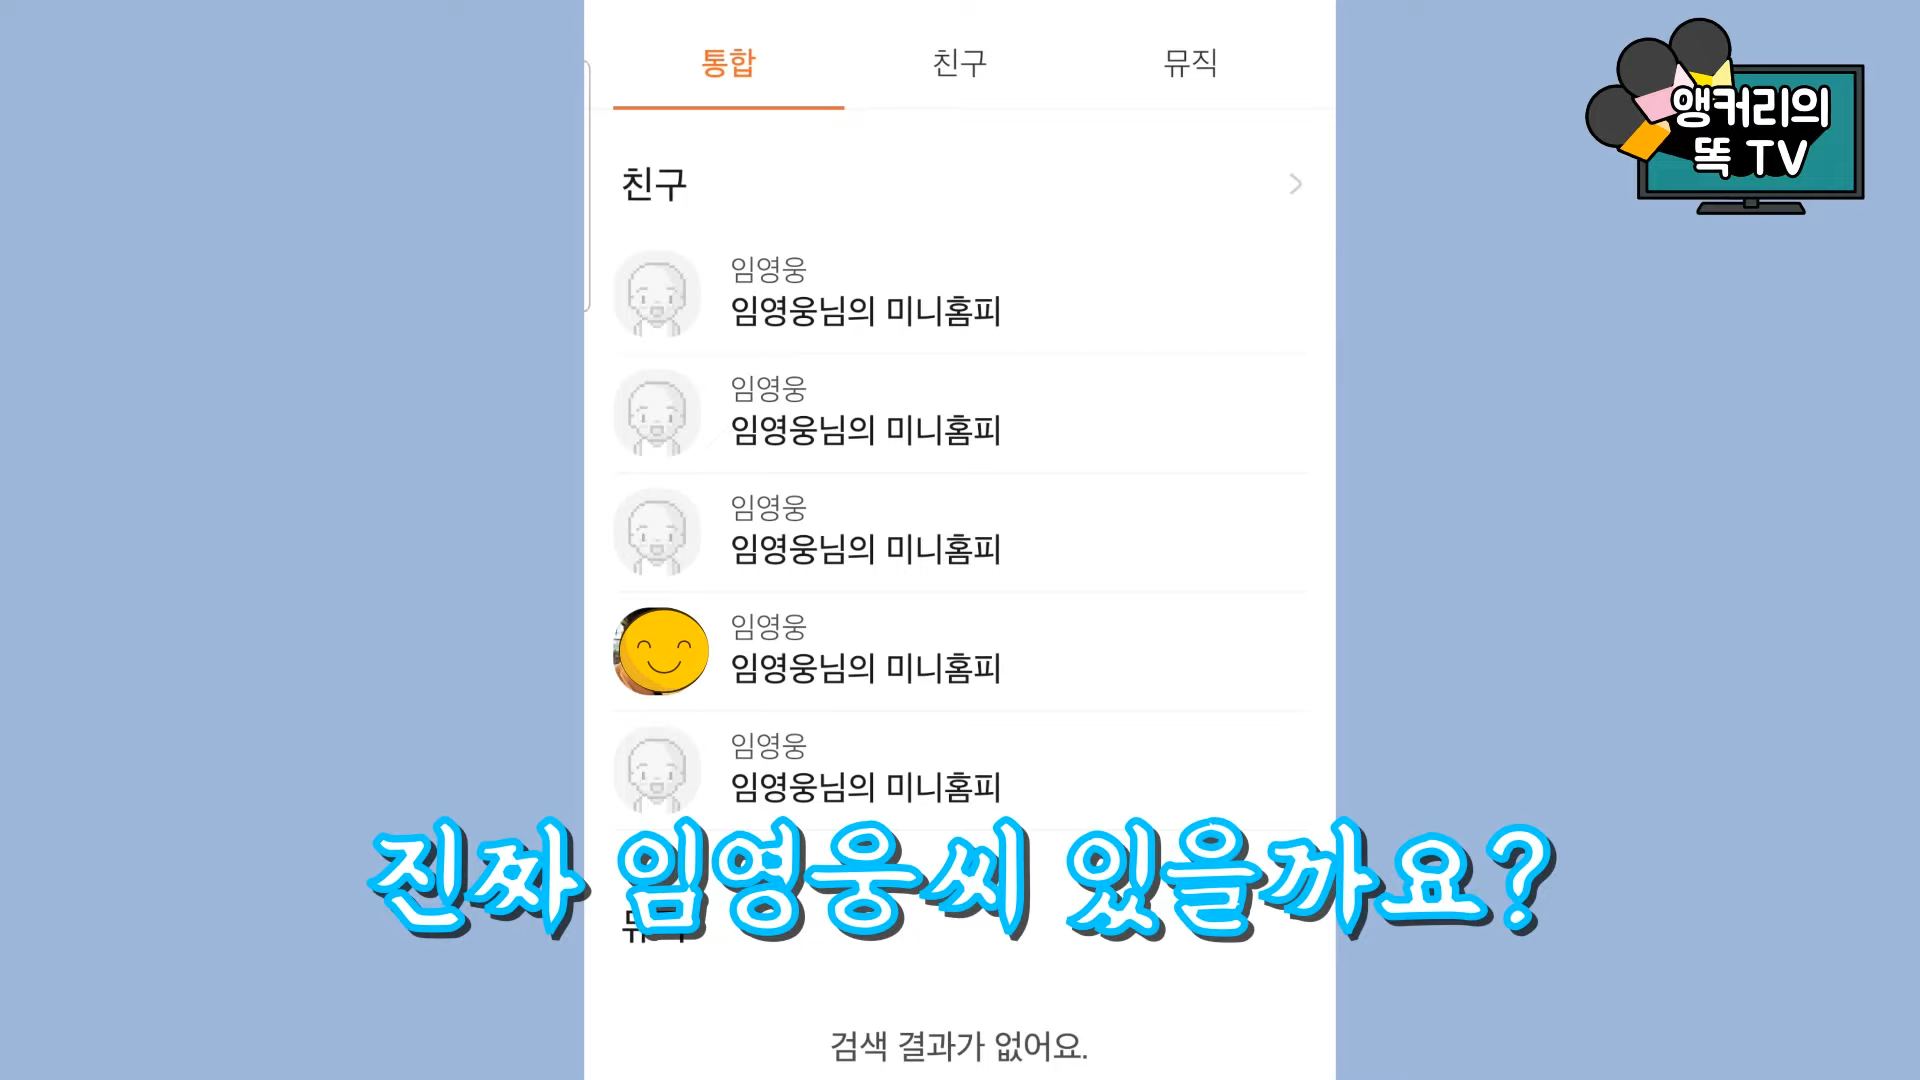 통합 친구 뮤직
앵커리의
똑 TV
친구
임영웅
임영웅님의 미니홈피
임영웅
임영웅님의 미니홈피
임영웅
임영웅님의 미니홈피
임영웅
임영웅님의 미니홈피
임영웅
임영웅님의 미니홈피
진짜 임영웅씨 있을까요?
검색 결과가 없어요.